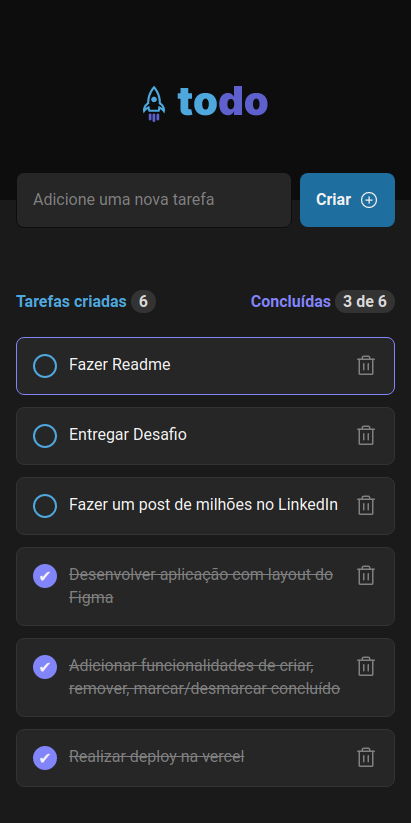 todo
Adicione uma nova tarefa
Criar
Tarefas criadas 6
Concluídas 3 de 6
Fazer Readme
Entregar Desafio
Fazer um post de milhões no LinkedIn
Desenvolver aplicação com layout do
Figma
Adicionar funcionalidades de criar,
remover, marcar/desmarcar concluído
Realizar deploy na vercel